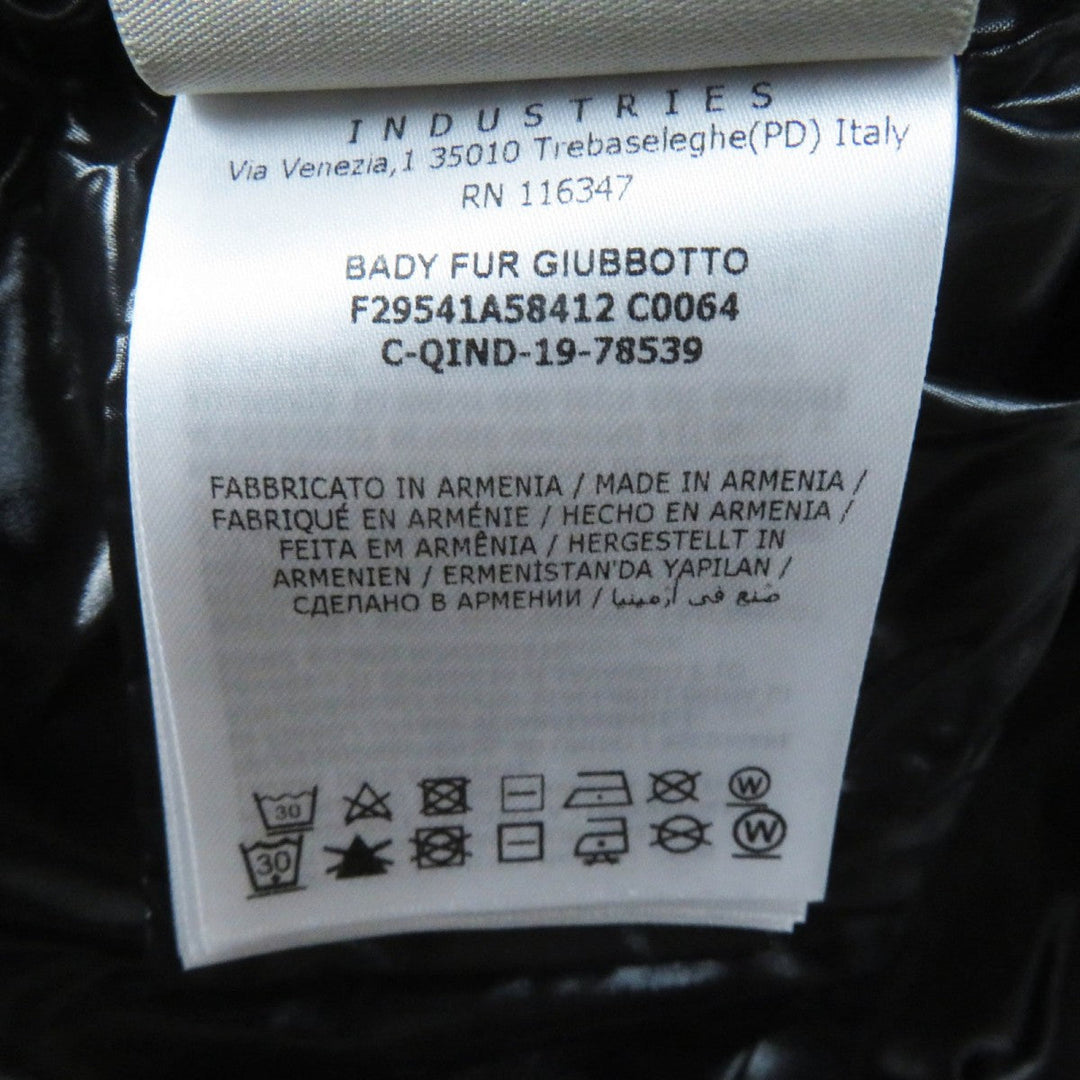 INDUSTRIES
Via Venezia,1 35010 Trebaseleghe(PD) Italy
RN 116347
BADY FUR GIUBBOTTO
F29541A58412 C0064
C-QIND-19-78539
FABBRICATO IN ARMENIA / MADE IN ARMENIA /
FABRIQUÉ EN ARMÉNIE / HECHO EN ARMENIA /
FEITA EM ARMÊNIA / HERGESTELLT IN
ARMENIEN / ERMENİSTAN'DA YAPILAN /
СДЕЛАНО В АРМЕНИИ / صُنع في أرمينيا
30 W
30 W